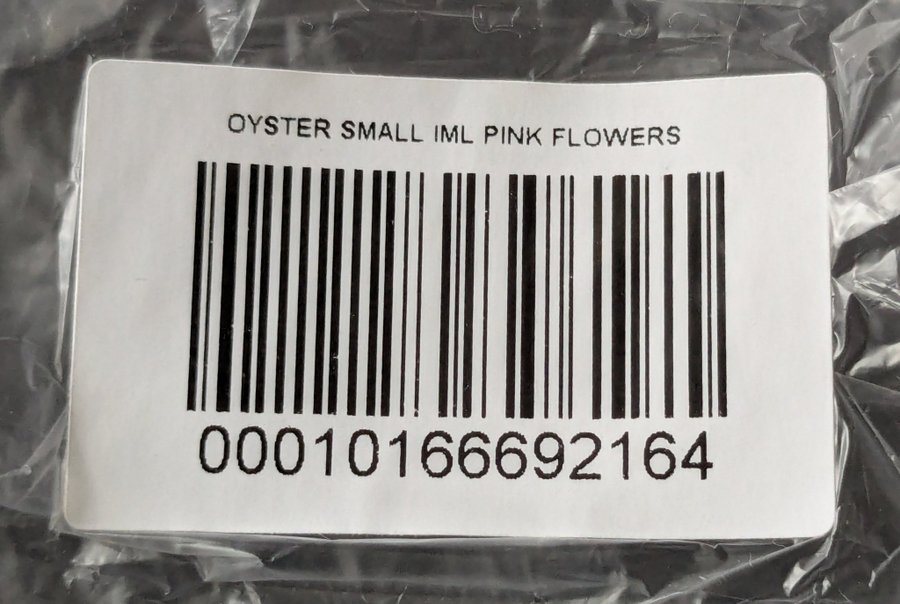 OYSTER SMALL IML PINK FLOWERS
00010166692164